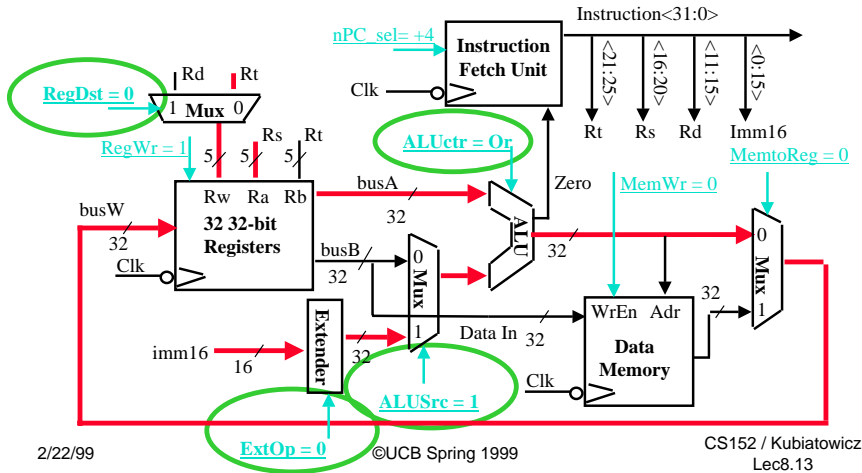 Instruction<31:0>
nPC_sel= +4
Instruction
Fetch Unit
<21:25>
<16:20>
<11:15>
<0:15>
Rd
Rt
RegDst = 0
1 Mux 0
Clk
Rt
Rs
Rd
Imm16
ALUctr = Or
RegWr = 1
Rs
Rt
5
5
5
MemtoReg = 0
Zero
MemWr = 0
Rw Ra Rb
busA
32
busW
32
32 32-bit
Registers
ALU
busB
32
0
Mux
1
32
0
Mux
1
Clk
32
WrEn Adr
Data In
32
Data
Memory
Extender
imm16
16
32
Clk
ALUSrc = 1
ExtOp = 0
2/22/99
©UCB Spring 1999
CS152 / Kubiatowicz
Lec8.13